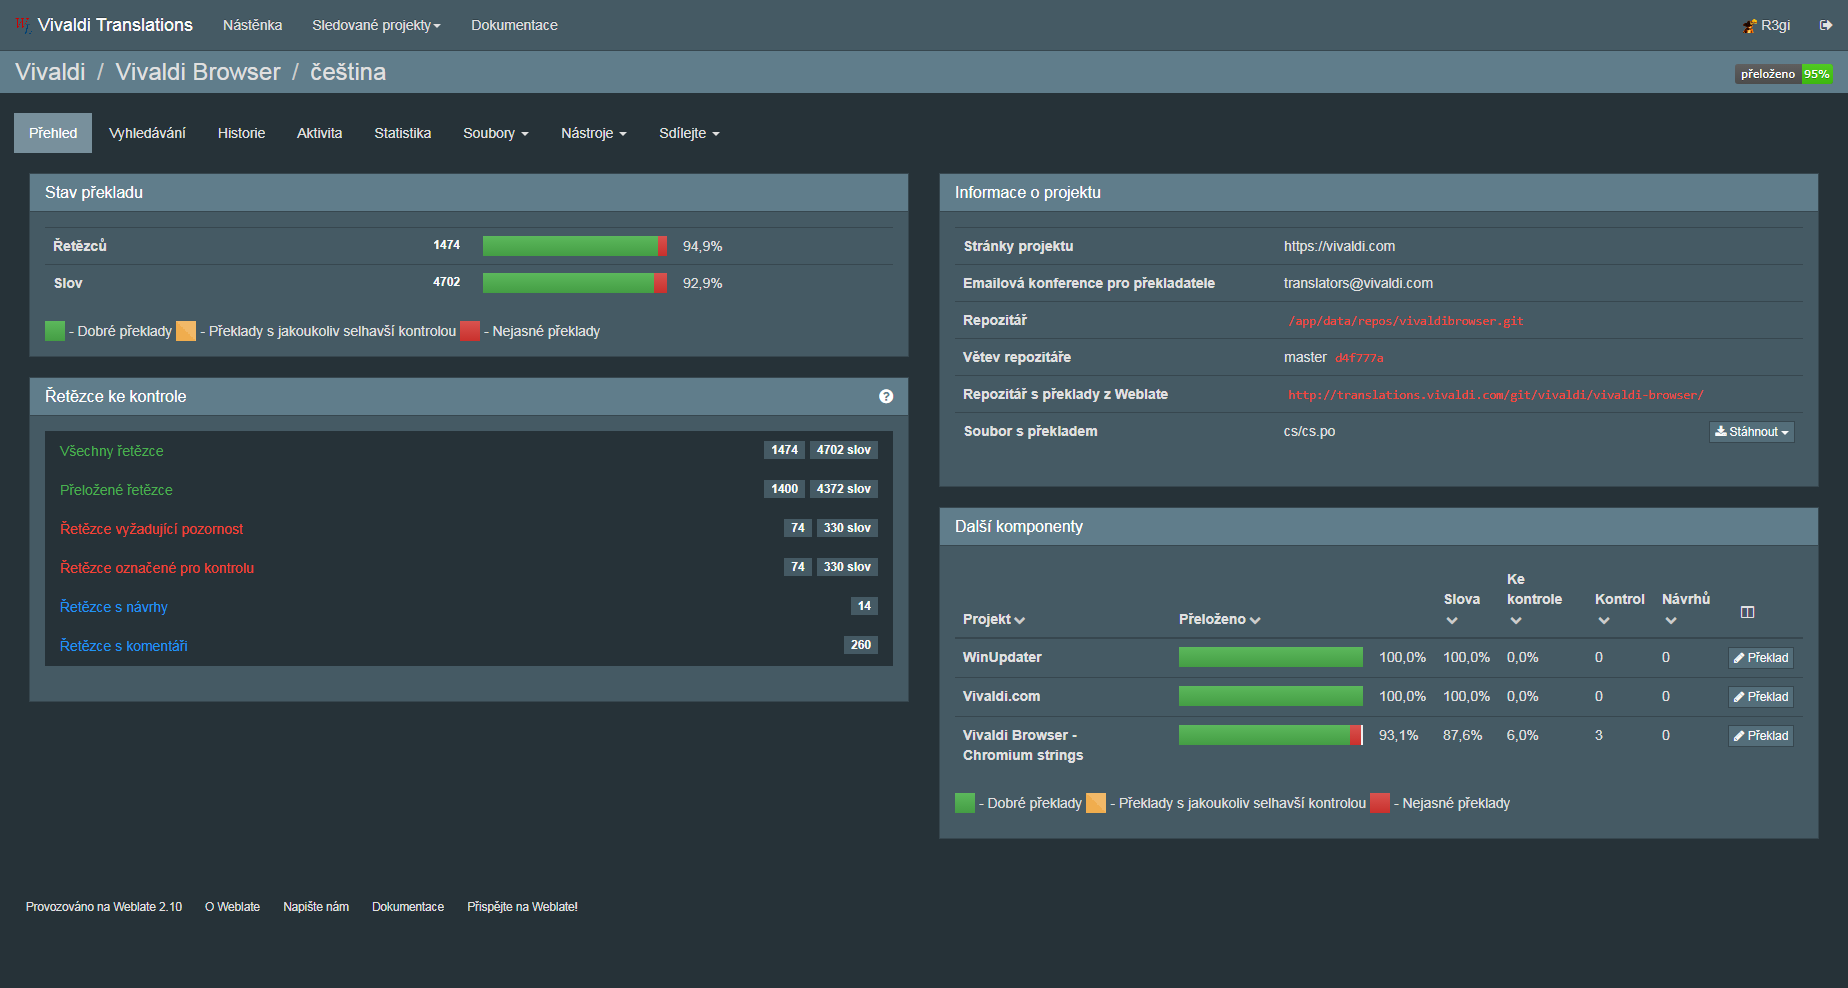 Vivaldi Translations Nástěnka Sledované projekty Dokumentace R3gi
Vivaldi / Vivaldi Browser / čeština přeloženo 95%
Přehled Vyhledávání Historie Aktivita Statistika Soubory Nástroje Sdílejte
Stav překladu
Řetězců 1474 94,9%
Slov 4702 92,9%
- Dobré překlady - Překlady s jakoukoliv selhavší kontrolou - Nejasné překlady
Řetězce ke kontrole
Všechny řetězce 1474 4702 slov
Přeložené řetězce 1400 4372 slov
Řetězce vyžadující pozornost 74 330 slov
Řetězce označené pro kontrolu 74 330 slov
Řetězce s návrhy 14
Řetězce s komentáři 260
Informace o projektu
Stránky projektu https://vivaldi.com
Emailová konference pro překladatele translators@vivaldi.com
Repozitář /app/data/repos/vivaldibrowser.git
Větev repozitáře master d4f777a
Repozitář s překlady z Weblate http://translations.vivaldi.com/git/vivaldi/vivaldi-browser/
Soubor s překladem cs/cs.po Stáhnout
Další komponenty
Projekt Přeloženo Slova Ke kontrole Kontrol Návrhů
WinUpdater 100,0% 100,0% 0,0% 0 0 Překlad
Vivaldi.com 100,0% 100,0% 0,0% 0 0 Překlad
Vivaldi Browser - 93,1% 87,6% 6,0% 3 0 Překlad
Chromium strings
- Dobré překlady - Překlady s jakoukoliv selhavší kontrolou - Nejasné překlady
Provozováno na Weblate 2.10 O Weblate Napište nám Dokumentace Přispějte na Weblate!